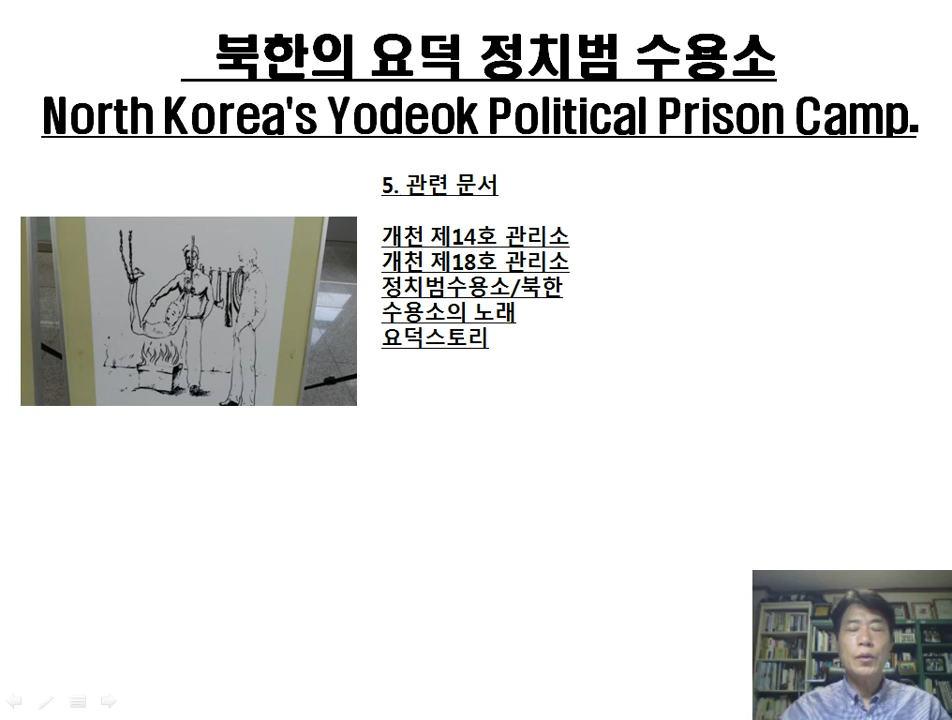 북한의 요덕 정치범 수용소
North Korea's Yodeok Political Prison Camp.
5. 관련 문서
개천 제14호 관리소
개천 제18호 관리소
정치범수용소/북한
수용소의 노래
요덕스토리